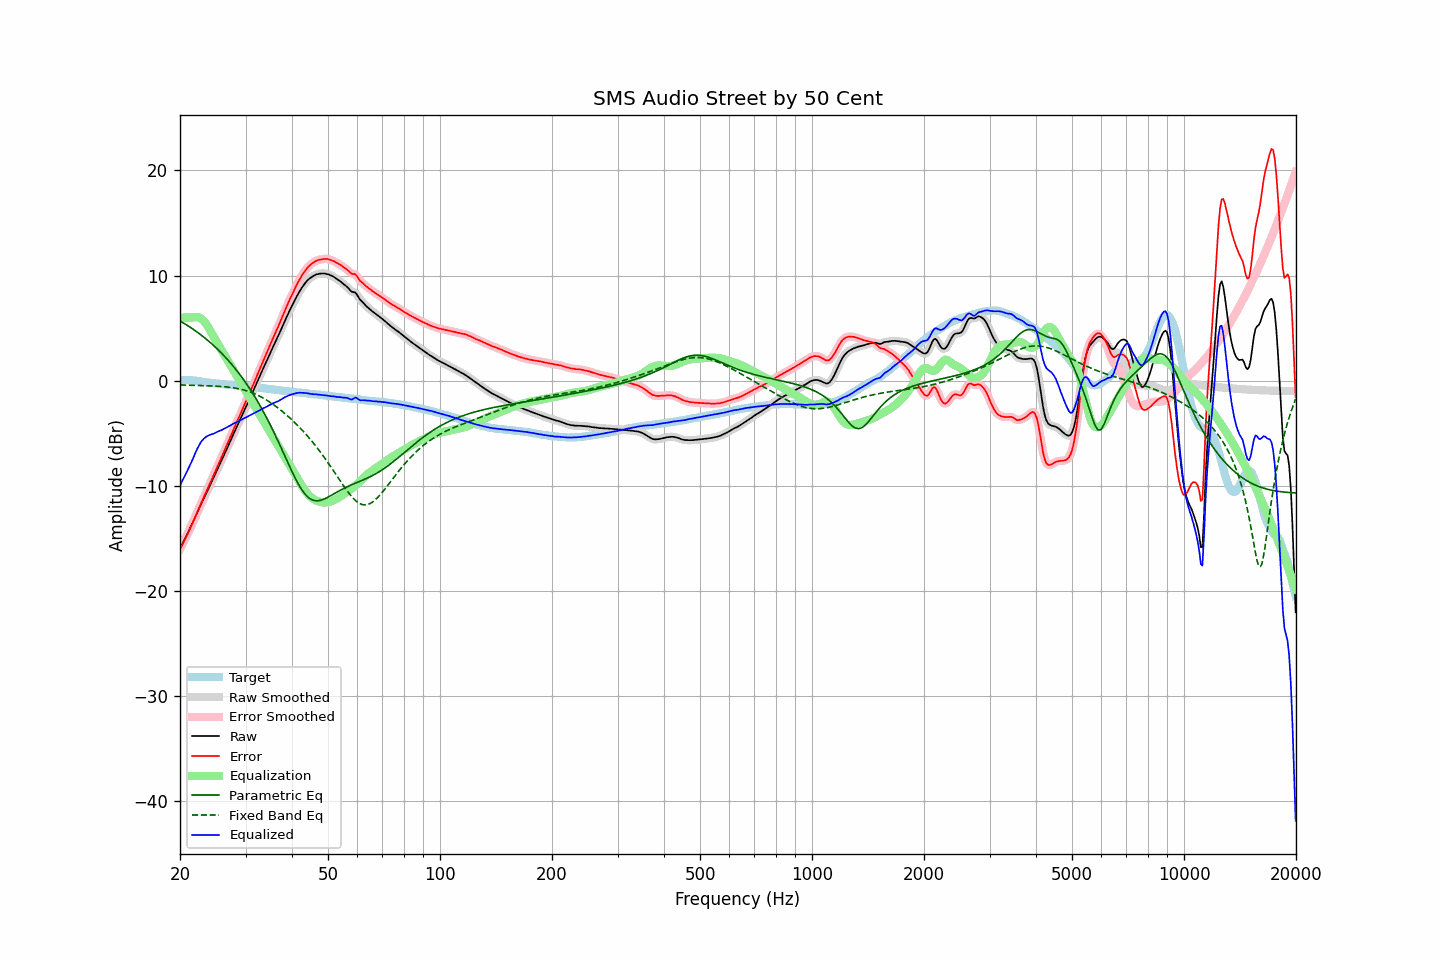 SMS Audio Street by 50 Cent
20
10
0
−10
−20
−30
−40
Amplitude (dBr)
Target
Raw Smoothed
Error Smoothed
Raw
Error
Equalization
Parametric Eq
Fixed Band Eq
Equalized
20 50 100 200 500 1000 2000 5000 10000 20000
Frequency (Hz)